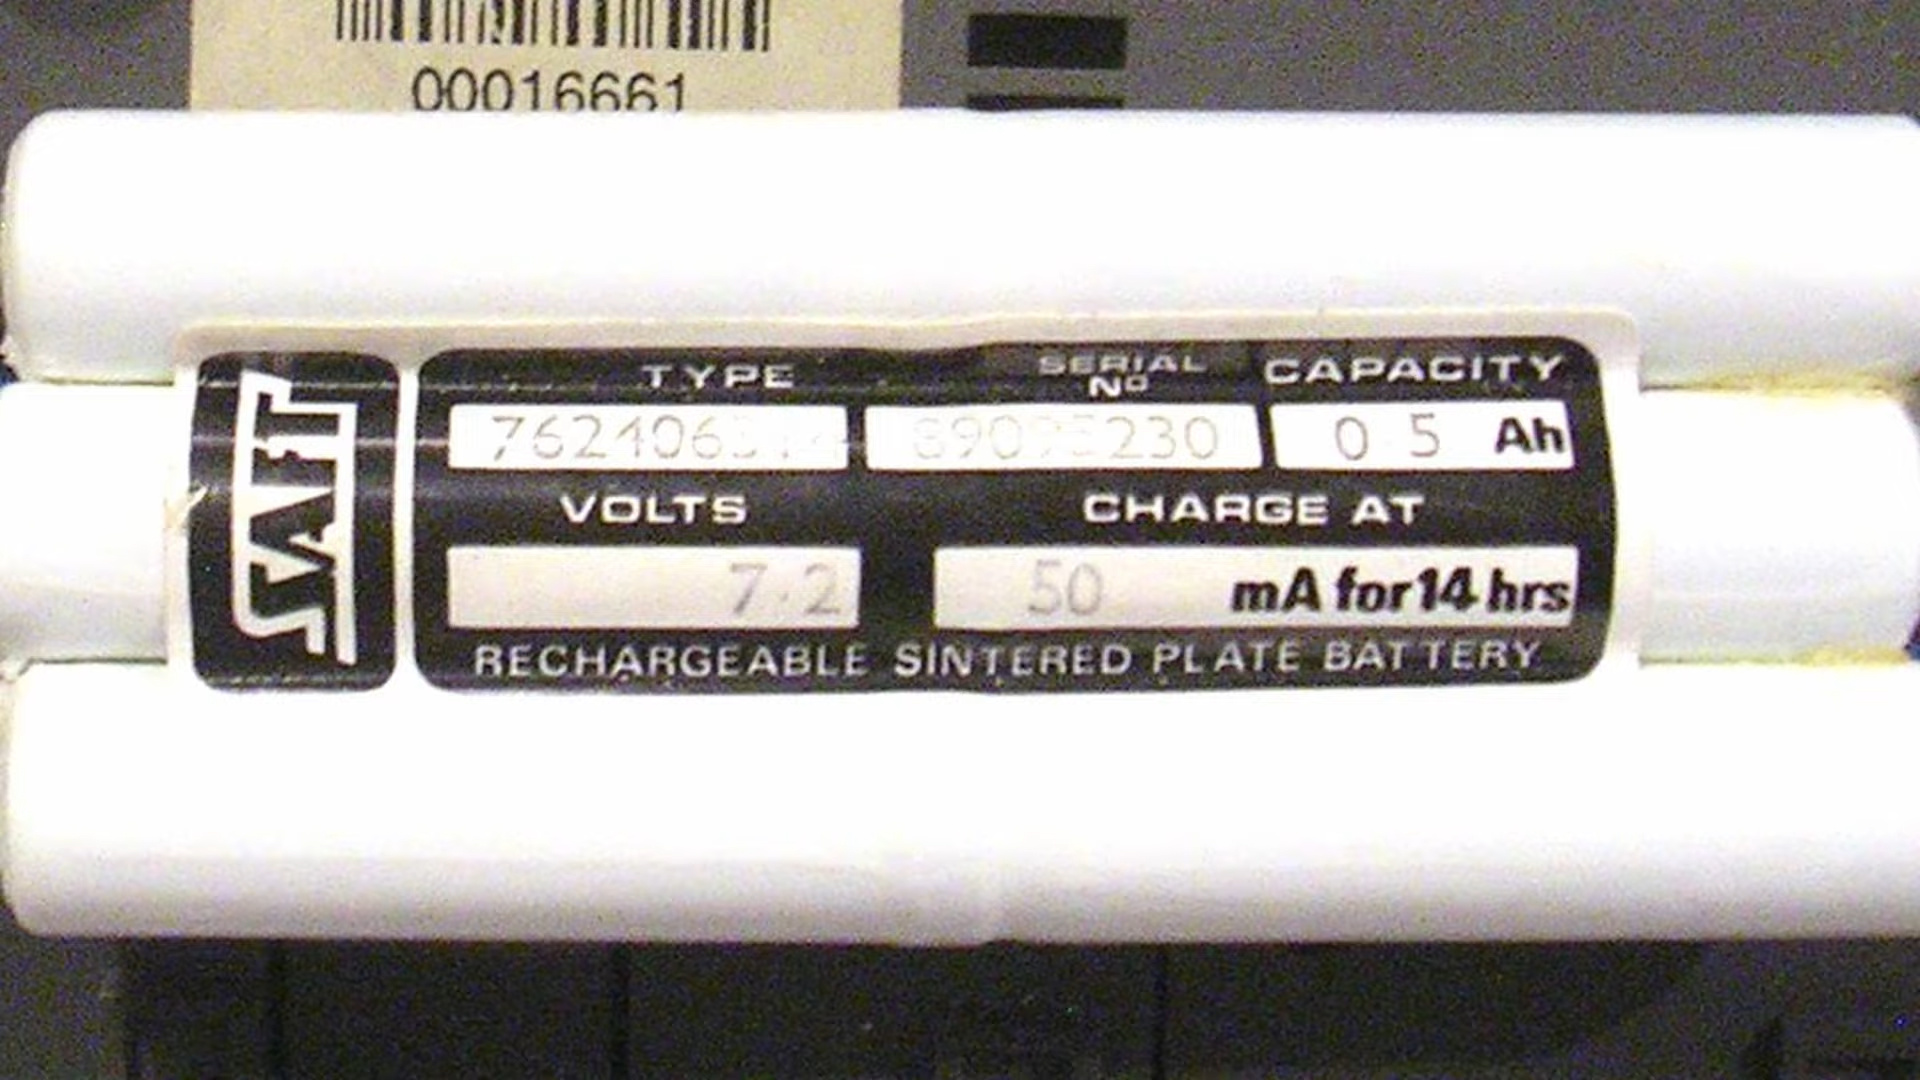 00016661
SAFT
TYPE SERIAL Nº CAPACITY
0.5 Ah
VOLTS CHARGE AT
7.2 50 mA for 14 hrs
RECHARGEABLE SINTERED PLATE BATTERY